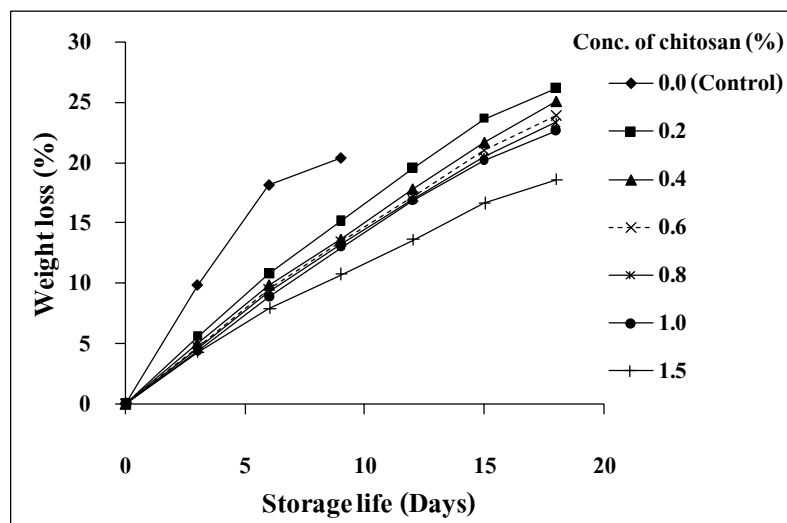 30
25
20
15
10
5
0
Weight loss (%)
0 5 10 15 20
Storage life (Days)
Conc. of chitosan (%)
0.0 (Control)
0.2
0.4
0.6
0.8
1.0
1.5